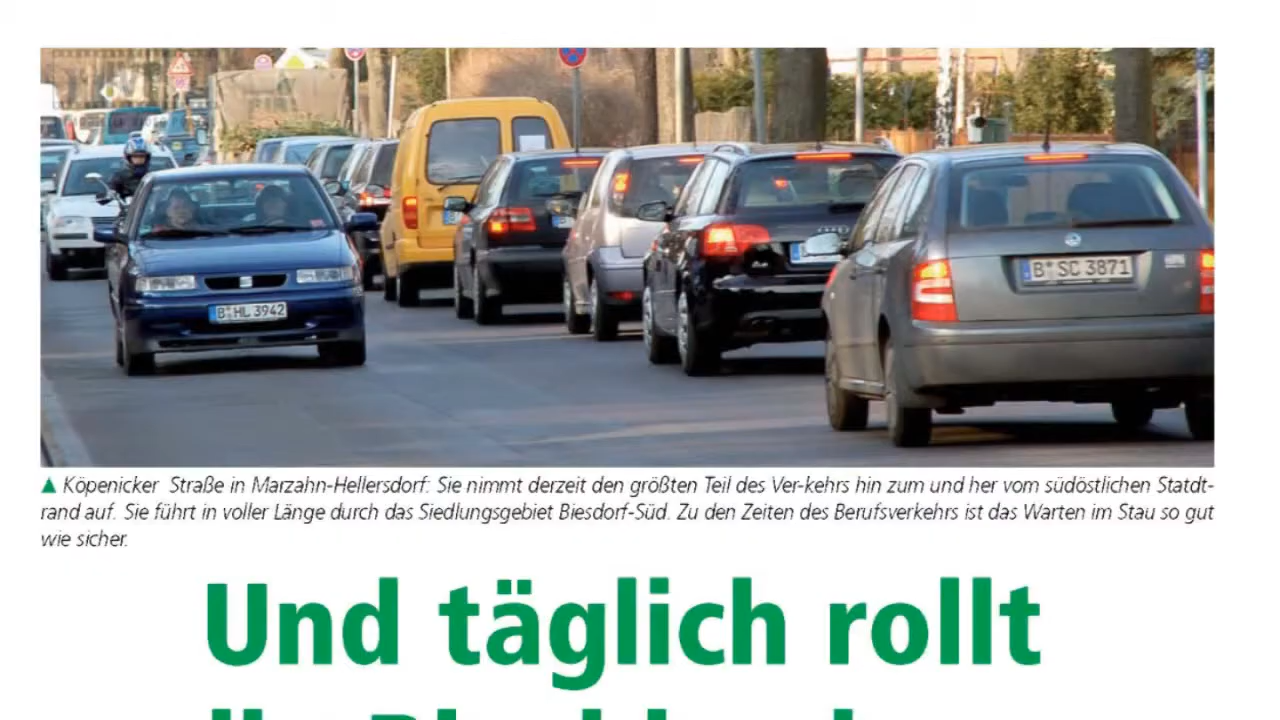 B HL 3942
B SC 3871
▲ Köpenicker Straße in Marzahn-Hellersdorf: Sie nimmt derzeit den größten Teil des Ver-kehrs hin zum und her vom südöstlichen Statdt-
rand auf. Sie führt in voller Länge durch das Siedlungsgebiet Biesdorf-Süd. Zu den Zeiten des Berufsverkehrs ist das Warten im Stau so gut
wie sicher.
Und täglich rollt